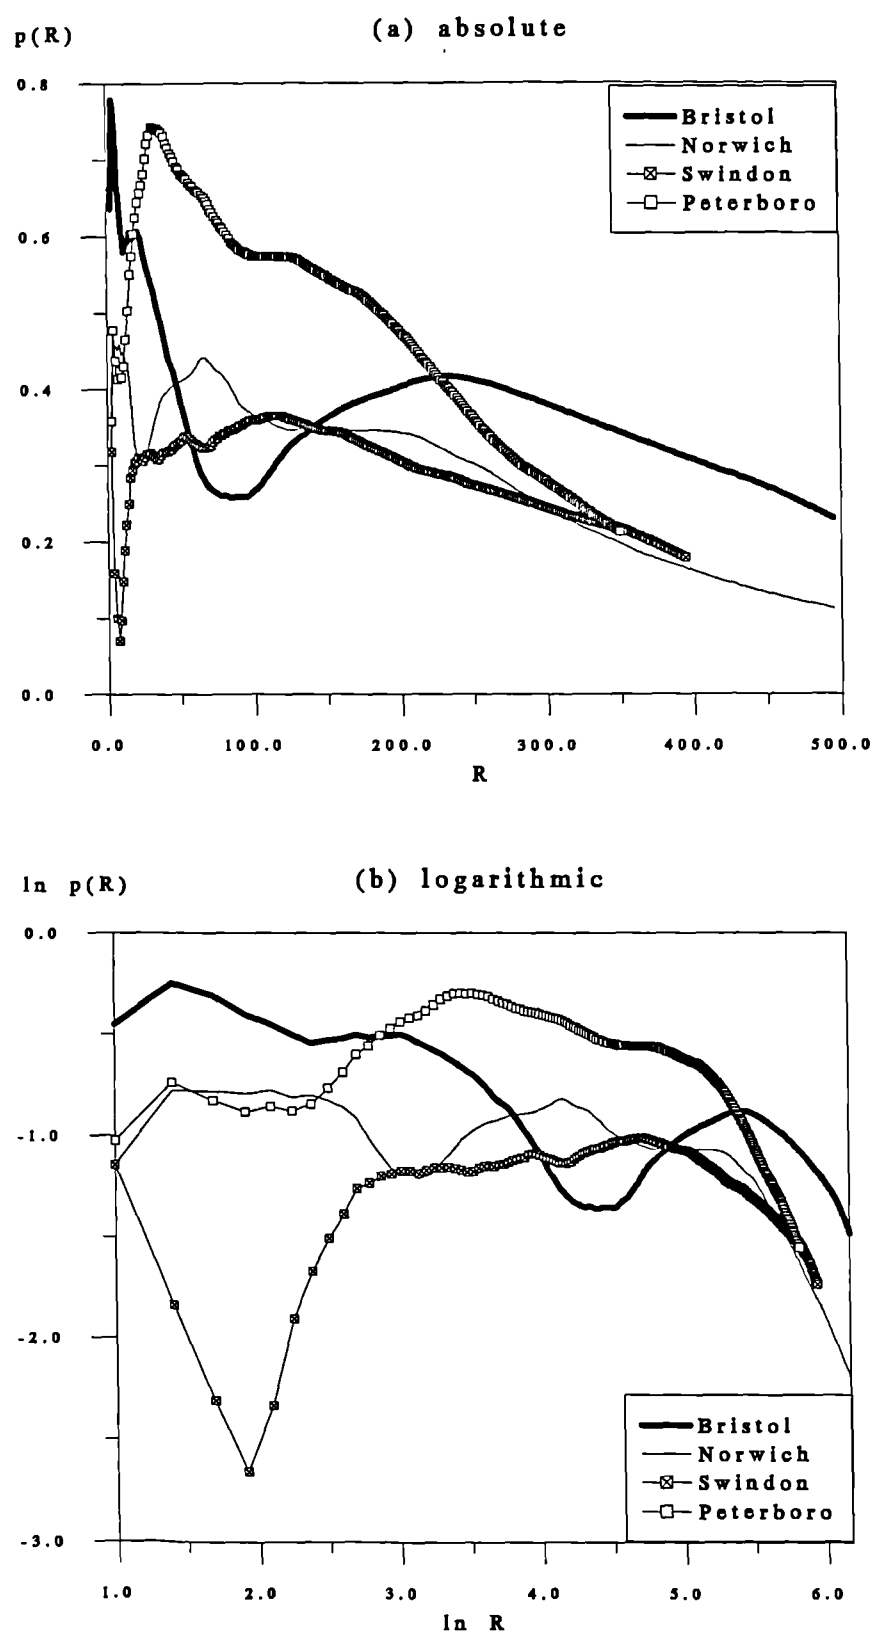 (a) absolute
p(R)
0.8
Bristol
Norwich
Swindon
Peterboro
0.6
0.4
0.2
0.0
0.0 100.0 200.0 300.0 400.0 500.0
R
(b) logarithmic
ln p(R)
0.0
-1.0
-2.0
Bristol
Norwich
Swindon
Peterboro
-3.0
1.0 2.0 3.0 4.0 5.0 6.0
ln R